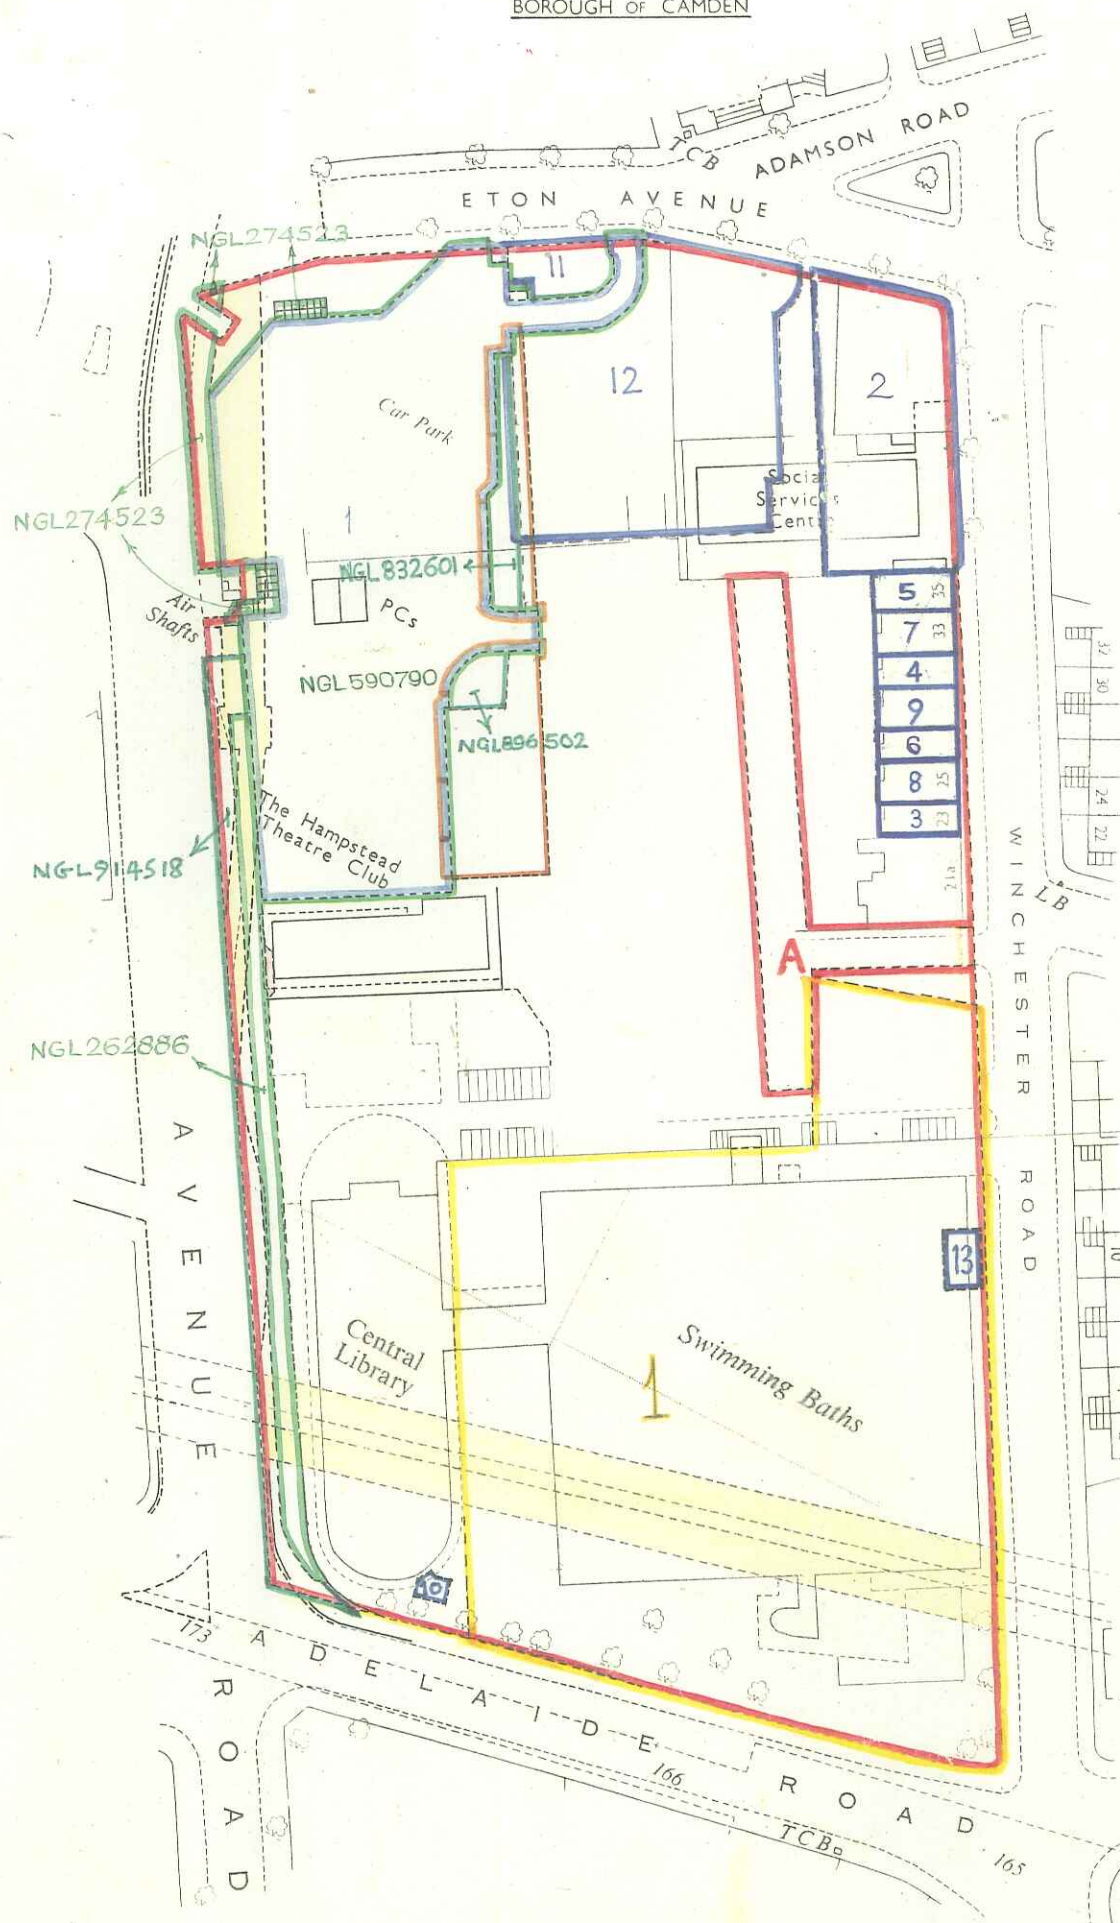 BOROUGH OF CAMDEN
ADAMSON ROAD
TCB
ETON AVENUE
NGL274523
11
12
2
Car Park
Social
Services
Centre
NGL274523
1
NGL832601
PCs
Air
Shafts
5 35
7 33
4
9
6
8 25
3 23
21a
32
30
24
22
NGL590790
NGL896502
The Hampstead
Theatre Club
NGL914518
LB
A
WINCHESTER ROAD
NGL262886
AVENUE ROAD
13
10
Central
Library
1
Swimming Baths
10
173
ADELAIDE ROAD
166
TCB
165